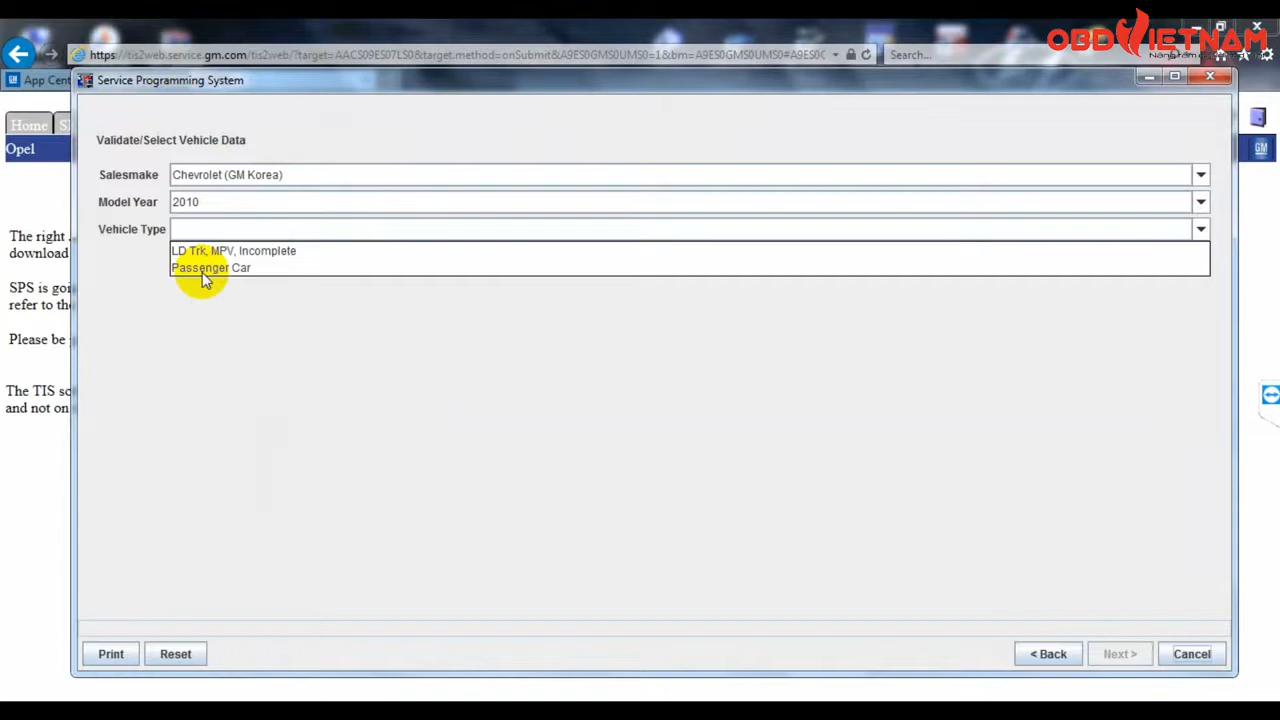 OBDVIETNAM
https://tis2web.service.gm.com/tis2web/?target=AACS09ES07LS0&target.method=onSubmit&A9ES0GMS0UMS0=1&bm=A9ES0GMS0UMS0#A9ES0C
Search...
App Cent
Service Programming System
Home
Opel
GM
Validate/Select Vehicle Data
Salesmake Chevrolet (GM Korea)
Model Year 2010
Vehicle Type
LD Trk, MPV, Incomplete
Passenger Car
The right
download
SPS is goi
refer to the
Please be
The TIS so
and not on
Print Reset < Back Next > Cancel